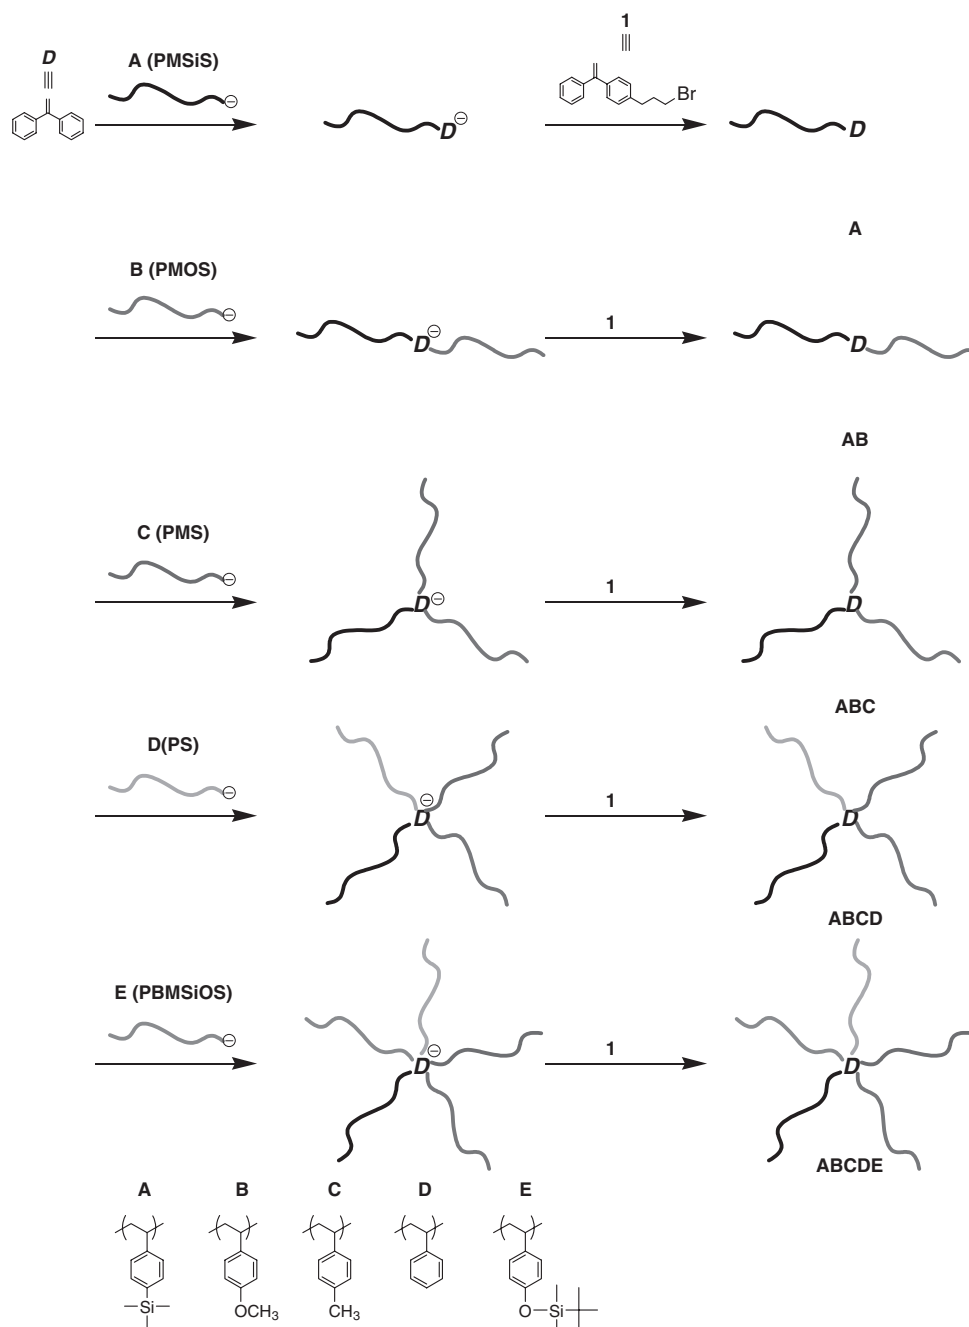 D
A (PMSiS)
1
Br
D
D
B (PMOS)
A
D
1
D
C (PMS)
AB
D
1
D
D(PS)
ABC
D
1
D
E (PBMSiOS)
ABCD
D
1
D
ABCDE
A
B
C
D
E
Si
OCH3
CH3
O
Si